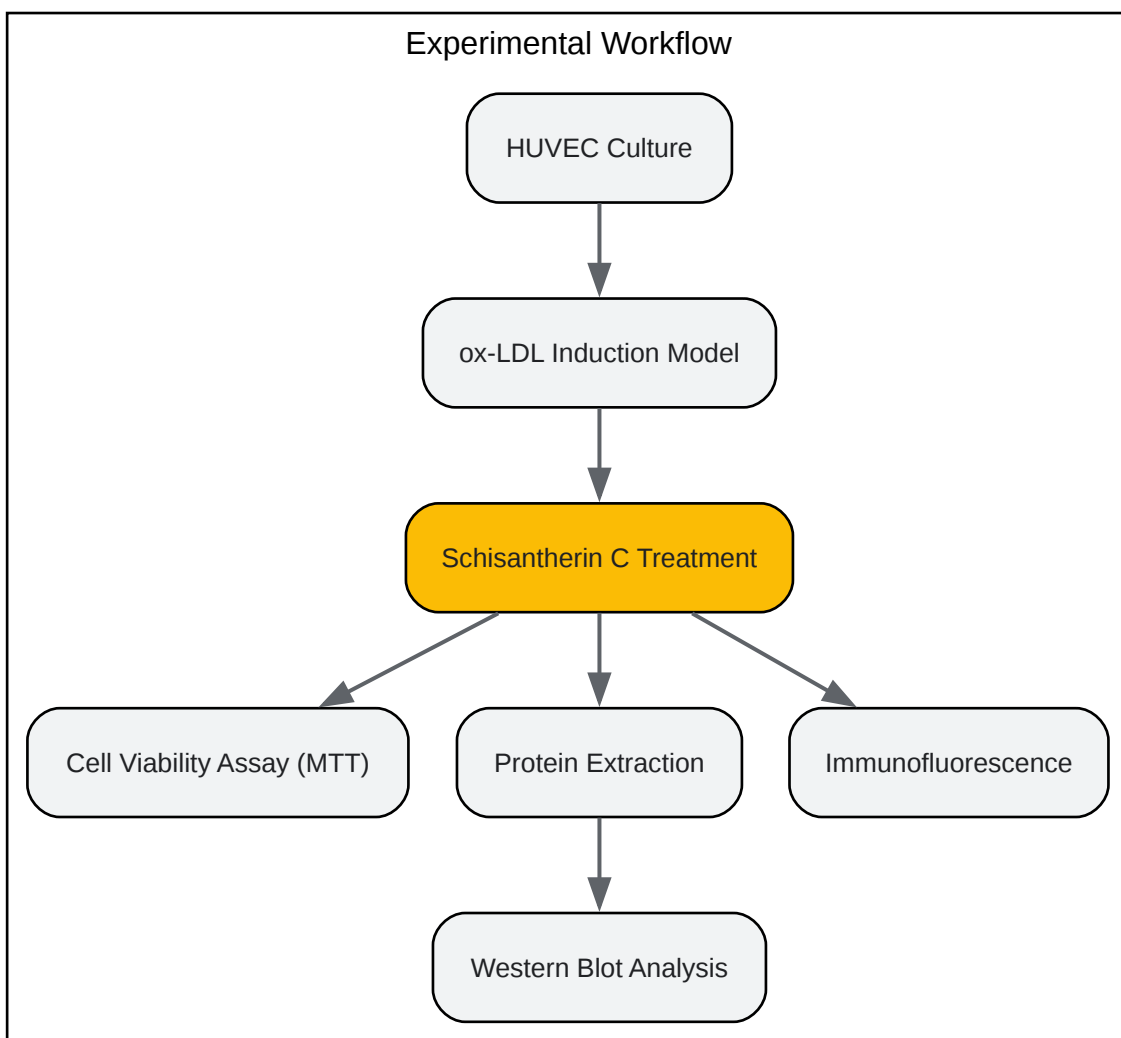 Experimental Workflow
HUVEC Culture
ox-LDL Induction Model
Schisantherin C Treatment
Cell Viability Assay (MTT)
Protein Extraction
Immunofluorescence
Western Blot Analysis